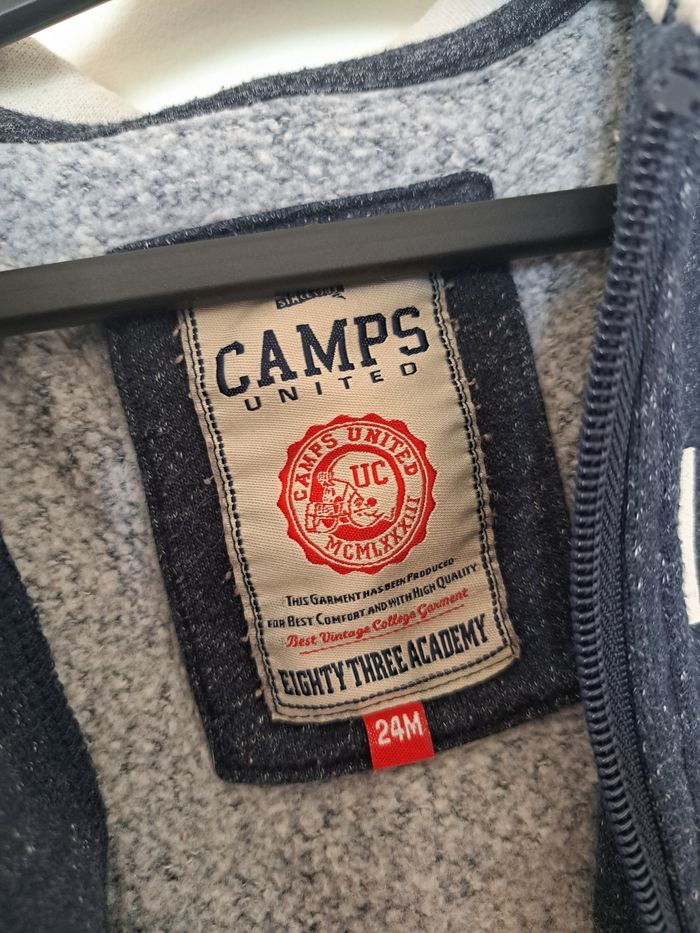 CAMPS
UNITED
CAMPS UNITED
UC
MCMLXXXIII
THIS GARMENT HAS BEEN PRODUCED
FOR BEST COMFORT AND WITH HIGH QUALITY
Best Vintage College Garment
EIGHTY THREE ACADEMY
24M